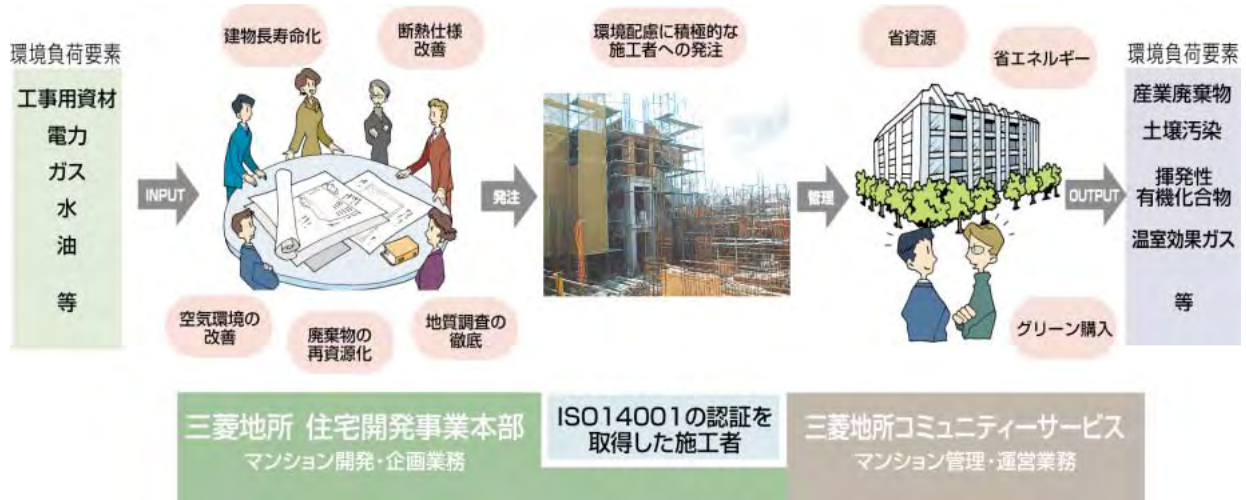 環境負荷要素
工事用資材
電力
ガス
水
油
等
INPUT
建物長寿命化
断熱仕様
改善
空気環境の
改善
廃棄物の
再資源化
地質調査の
徹底
発注
環境配慮に積極的な
施工者への発注
管理
省資源
省エネルギー
グリーン購入
OUTPUT
環境負荷要素
産業廃棄物
土壌汚染
揮発性
有機化合物
温室効果ガス
等
三菱地所 住宅開発事業本部
マンション開発・企画業務
ISO14001の認証を
取得した施工者
三菱地所コミュニティーサービス
マンション管理・運営業務